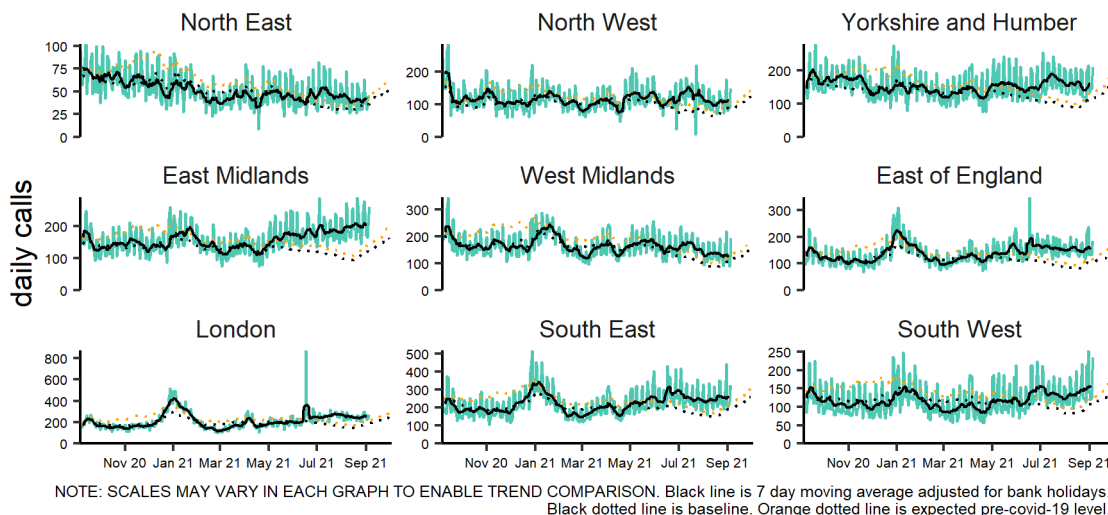 North East
North West
Yorkshire and Humber
100
75
50
25
0
200
100
0
200
100
0
East Midlands
West Midlands
East of England
daily calls
200
100
0
300
200
100
0
300
200
100
0
London
South East
South West
800
600
400
200
0
500
400
300
200
100
0
250
200
150
100
50
0
Nov 20 Jan 21 Mar 21 May 21 Jul 21 Sep 21
Nov 20 Jan 21 Mar 21 May 21 Jul 21 Sep 21
Nov 20 Jan 21 Mar 21 May 21 Jul 21 Sep 21
NOTE: SCALES MAY VARY IN EACH GRAPH TO ENABLE TREND COMPARISON. Black line is 7 day moving average adjusted for bank holidays.
Black dotted line is baseline. Orange dotted line is expected pre-covid-19 level.